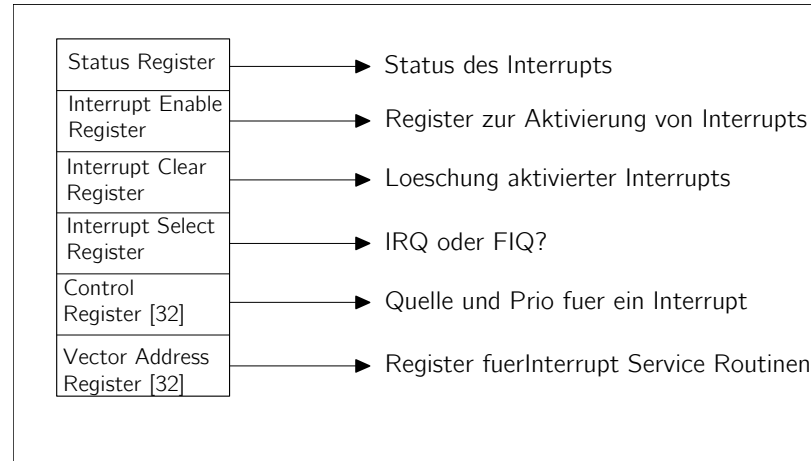 Status Register
Status des Interrupts
Interrupt Enable
Register
Register zur Aktivierung von Interrupts
Interrupt Clear
Register
Loeschung aktivierter Interrupts
Interrupt Select
Register
IRQ oder FIQ?
Control
Register [32]
Quelle und Prio fuer ein Interrupt
Vector Address
Register [32]
Register fuerInterrupt Service Routinen